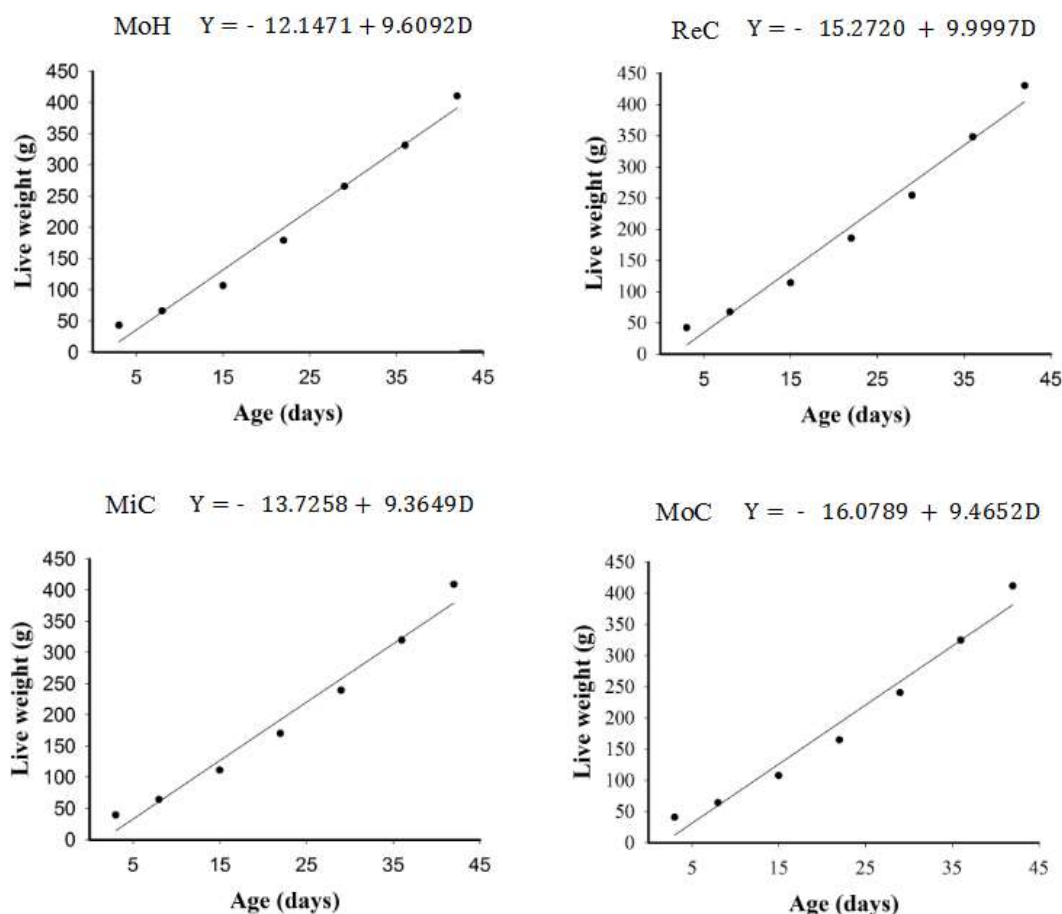 MoH Y = - 12.1471 + 9.6092D
450
400
350
300
250
200
150
100
50
0
Live weight (g)
5 15 25 35 45
Age (days)
ReC Y = - 15.2720 + 9.9997D
450
400
350
300
250
200
150
100
50
0
Live weight (g)
5 15 25 35 45
Age (days)
MiC Y = - 13.7258 + 9.3649D
450
400
350
300
250
200
150
100
50
0
Live weight (g)
5 15 25 35 45
Age (days)
MoC Y = - 16.0789 + 9.4652D
450
400
350
300
250
200
150
100
50
0
Live weight (g)
5 15 25 35 45
Age (days)